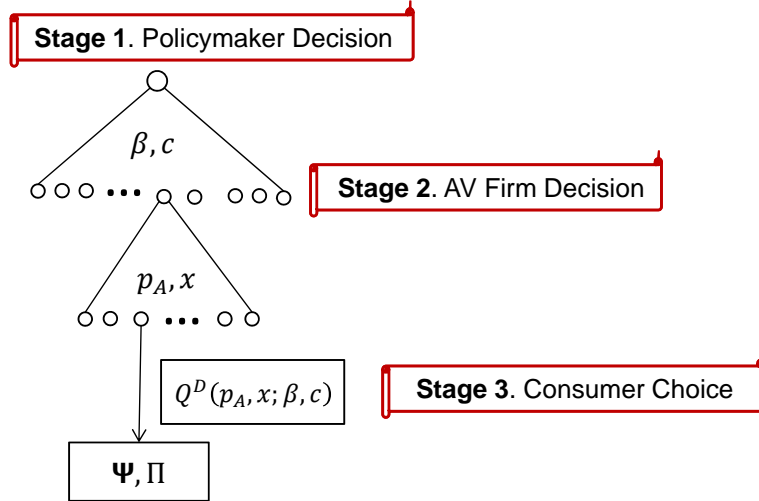 Stage 1. Policymaker Decision
β, c
Stage 2. AV Firm Decision
p_A, x
Q^D(p_A, x; β, c)
Stage 3. Consumer Choice
Ψ, Π